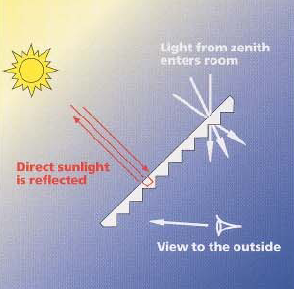 Light from zenith
enters room
Direct sunlight
is reflected
View to the outside